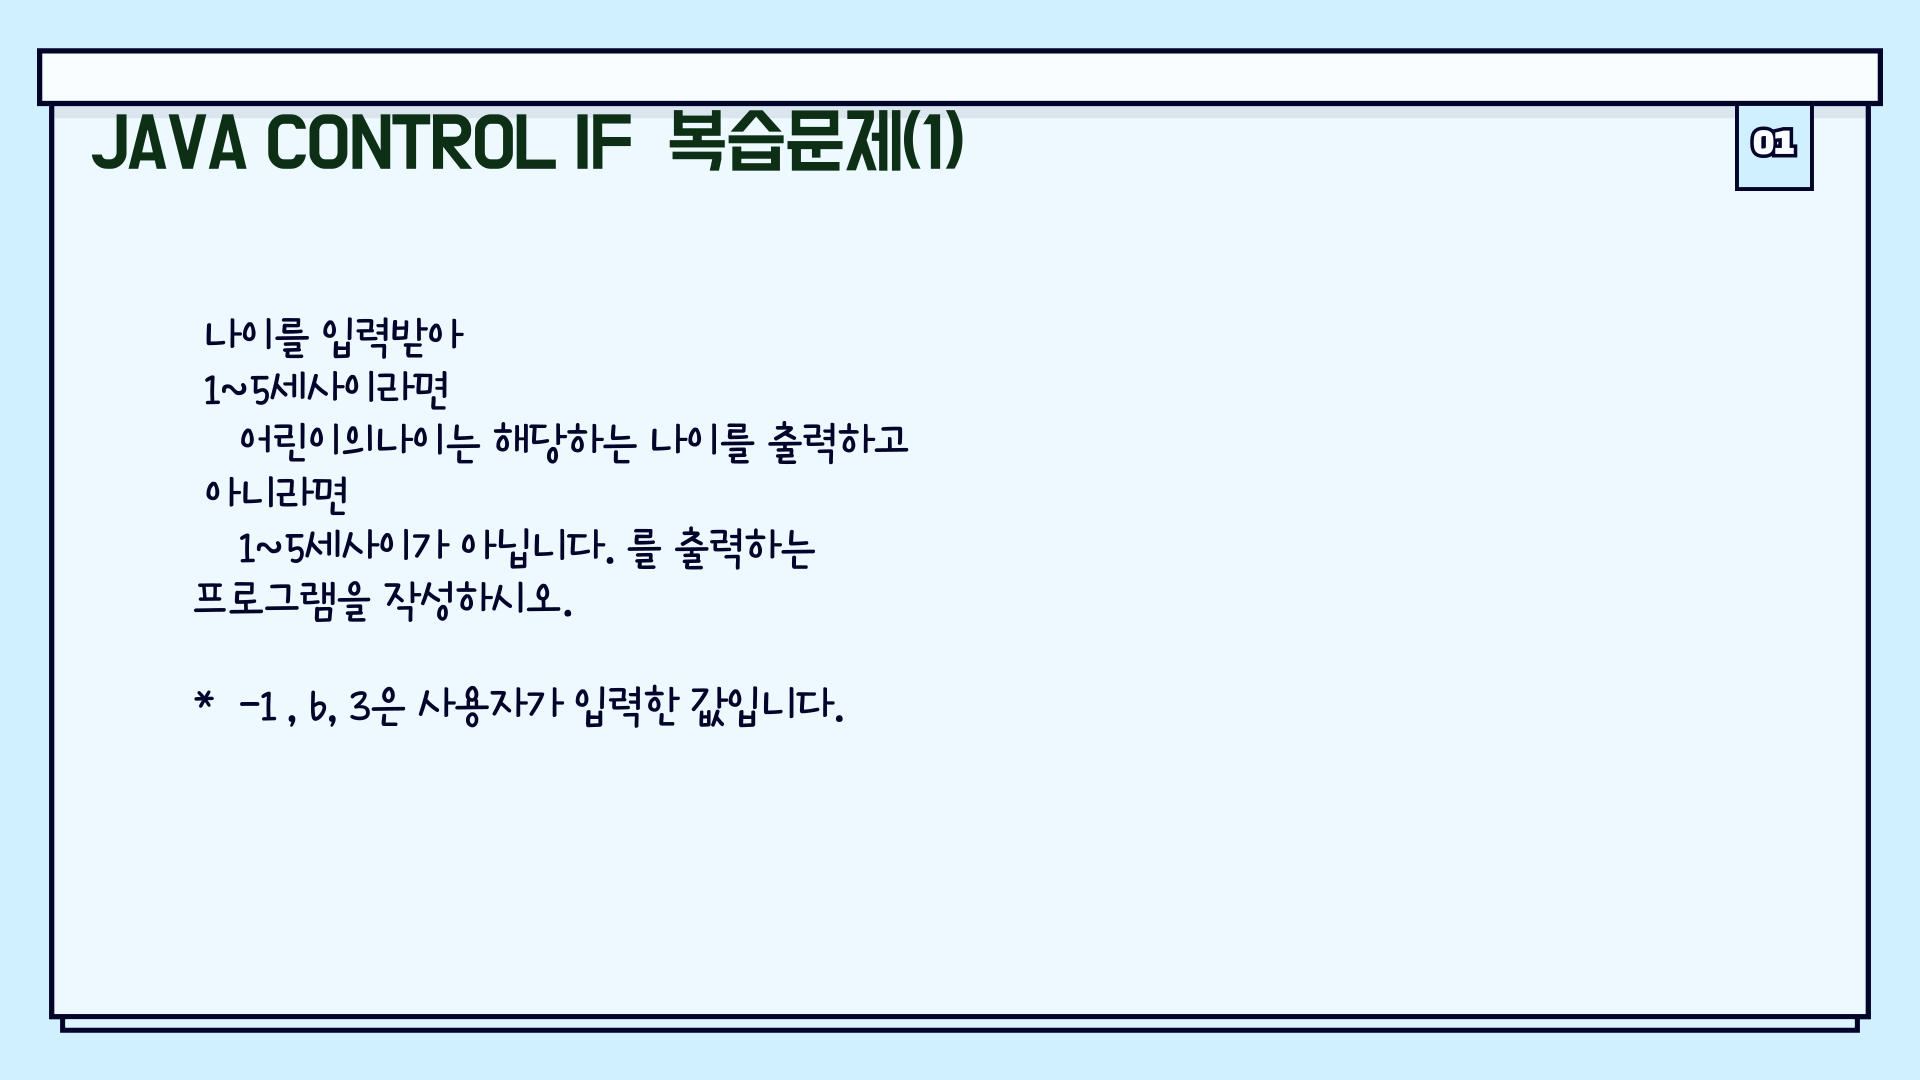 JAVA CONTROL IF 복습문제(1)
01
나이를 입력받아
1~5세사이라면
어린이의나이는 해당하는 나이를 출력하고
아니라면
1~5세사이가 아닙니다. 를 출력하는
프로그램을 작성하시오.
* -1 , 6, 3은 사용자가 입력한 값입니다.